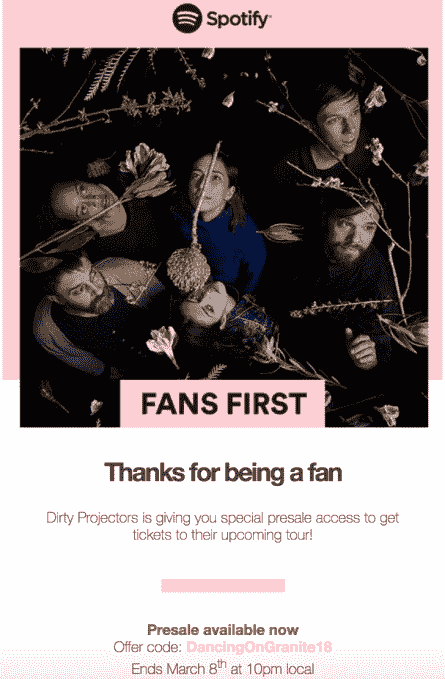 Spotify
FANS FIRST
Thanks for being a fan
Dirty Projectors is giving you special presale access to get
tickets to their upcoming tour!
Presale available now
Offer code: DancingOnGranite18
Ends March 8th at 10pm local